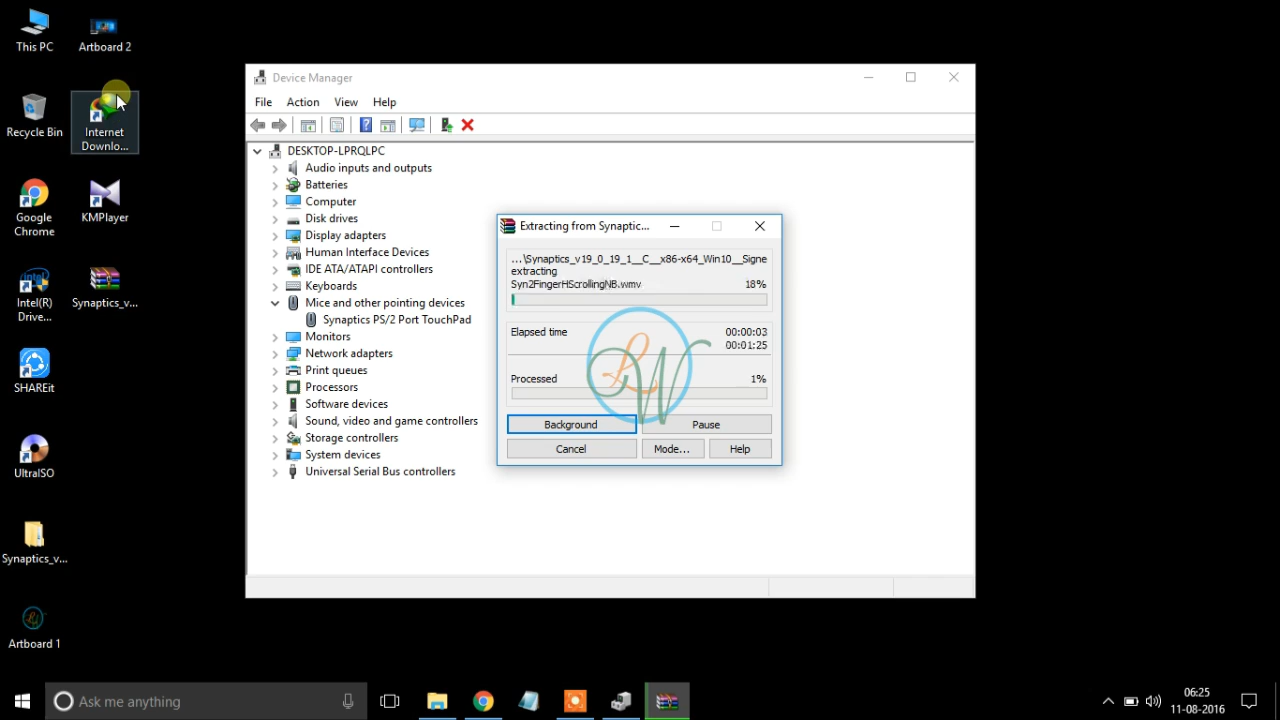 This PC
Artboard 2
Recycle Bin
Internet
Downlo...
Google
Chrome
KMPlayer
Intel(R)
Drive...
Synaptics_v...
SHAREit
UltraISO
Synaptics_v...
Artboard 1
Device Manager
File Action View Help
DESKTOP-LPRQLPC
Audio inputs and outputs
Batteries
Computer
Disk drives
Display adapters
Human Interface Devices
IDE ATA/ATAPI controllers
Keyboards
Mice and other pointing devices
Synaptics PS/2 Port TouchPad
Monitors
Network adapters
Print queues
Processors
Software devices
Sound, video and game controllers
Storage controllers
System devices
Universal Serial Bus controllers
Extracting from Synaptic...
...\Synaptics_v19_0_19_1__C__x86-x64_Win10__Signe
extracting
Syn2FingerHScrollingNB.wmv 18%
Elapsed time 00:00:03
00:01:25
Processed 1%
Background Pause
Cancel Mode... Help
LW
Ask me anything
06:25
11-08-2016